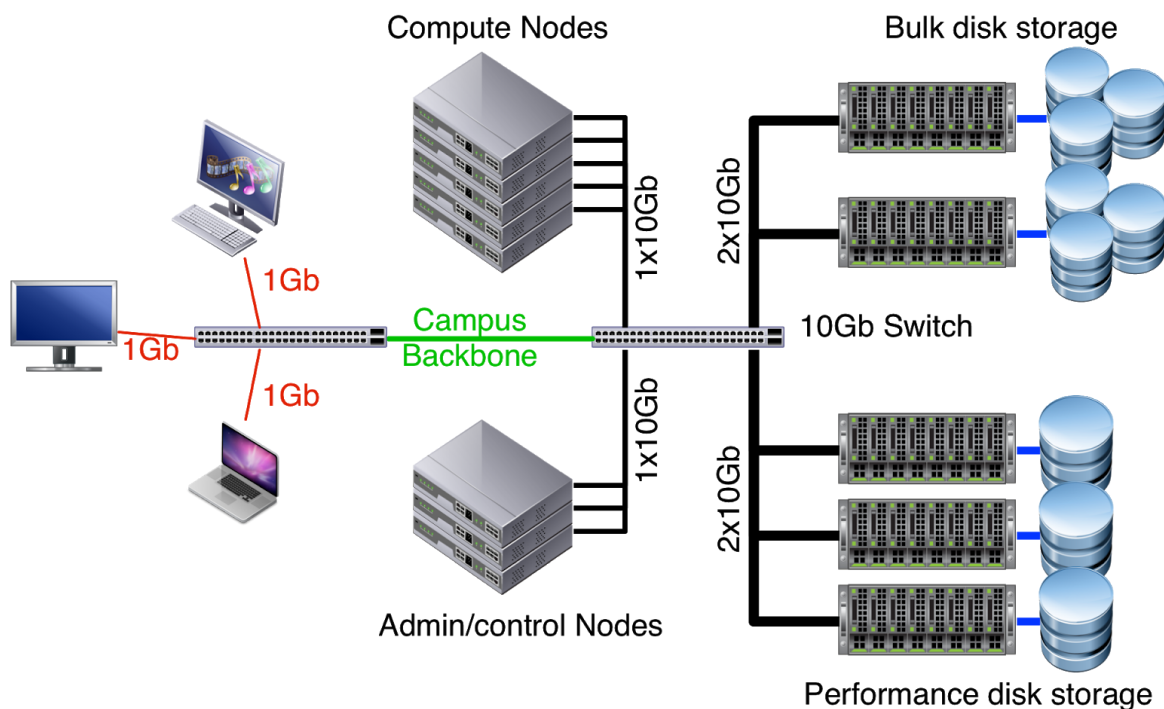 Compute Nodes
Bulk disk storage
1Gb
1Gb
1Gb
Campus
Backbone
1x10Gb
2x10Gb
10Gb Switch
1x10Gb
2x10Gb
Admin/control Nodes
Performance disk storage